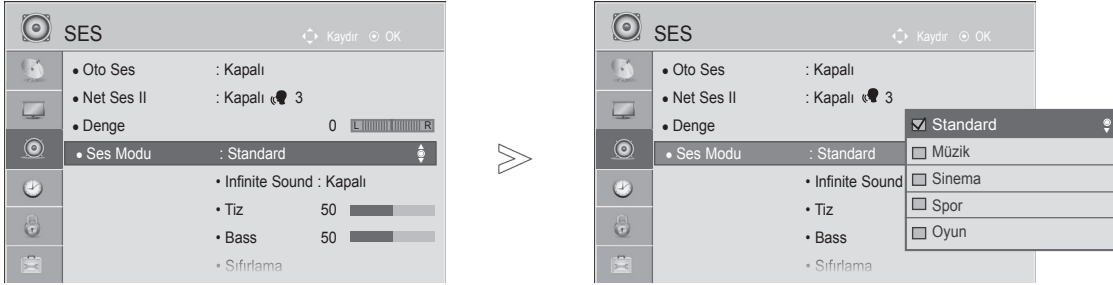 SES
Kaydır OK
• Oto Ses : Kapalı
• Net Ses II : Kapalı 3
• Denge 0 L R
• Ses Modu : Standard
• Infinite Sound : Kapalı
• Tiz 50
• Bass 50
• Sıfırlama
SES
Kaydır OK
• Oto Ses : Kapalı
• Net Ses II : Kapalı 3
• Denge
• Ses Modu : Standard
• Infinite Sound
• Tiz
• Bass
• Sıfırlama
Standard
Müzik
Sinema
Spor
Oyun